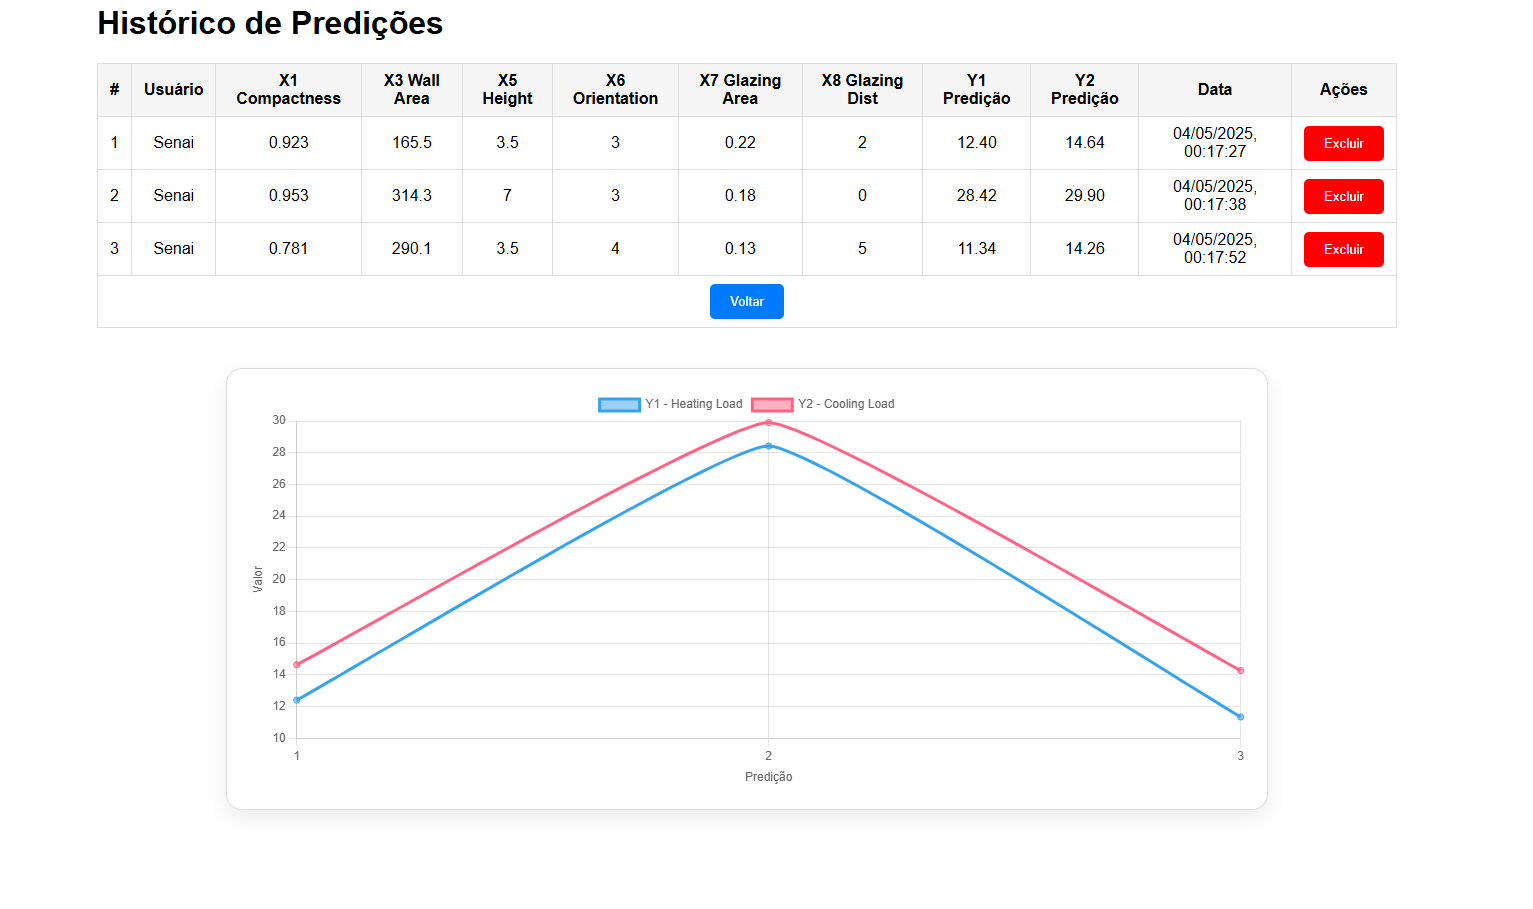 Histórico de Predições
# Usuário X1 Compactness X3 Wall Area X5 Height X6 Orientation X7 Glazing Area X8 Glazing Dist Y1 Predição Y2 Predição Data Ações
1 Senai 0.923 165.5 3.5 3 0.22 2 12.40 14.64 04/05/2025, 00:17:27 Excluir
2 Senai 0.953 314.3 7 3 0.18 0 28.42 29.90 04/05/2025, 00:17:38 Excluir
3 Senai 0.781 290.1 3.5 4 0.13 5 11.34 14.26 04/05/2025, 00:17:52 Excluir
Voltar
Y1 - Heating Load Y2 - Cooling Load
30
28
26
24
22
20
18
16
14
12
10
Valor
1 2 3
Predição